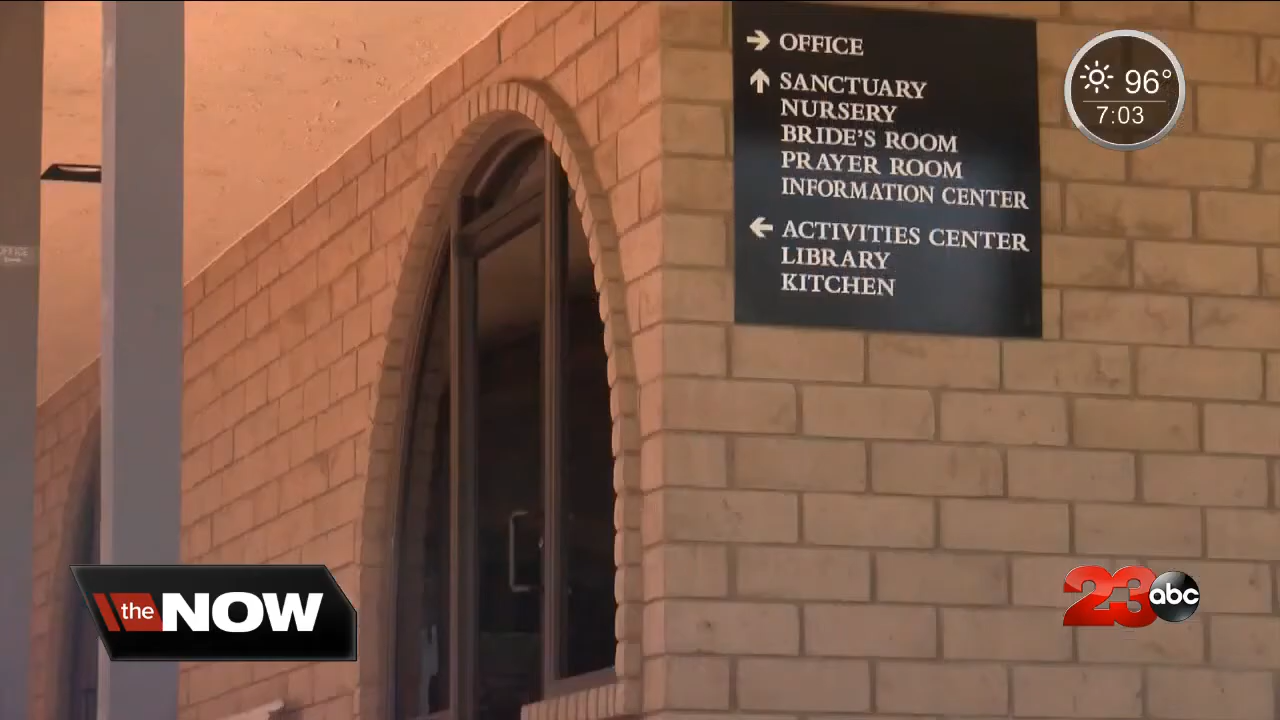 → OFFICE
↑ SANCTUARY
NURSERY
BRIDE'S ROOM
PRAYER ROOM
INFORMATION CENTER
← ACTIVITIES CENTER
LIBRARY
KITCHEN
96°
7:03
OFFICE
the NOW
23 abc